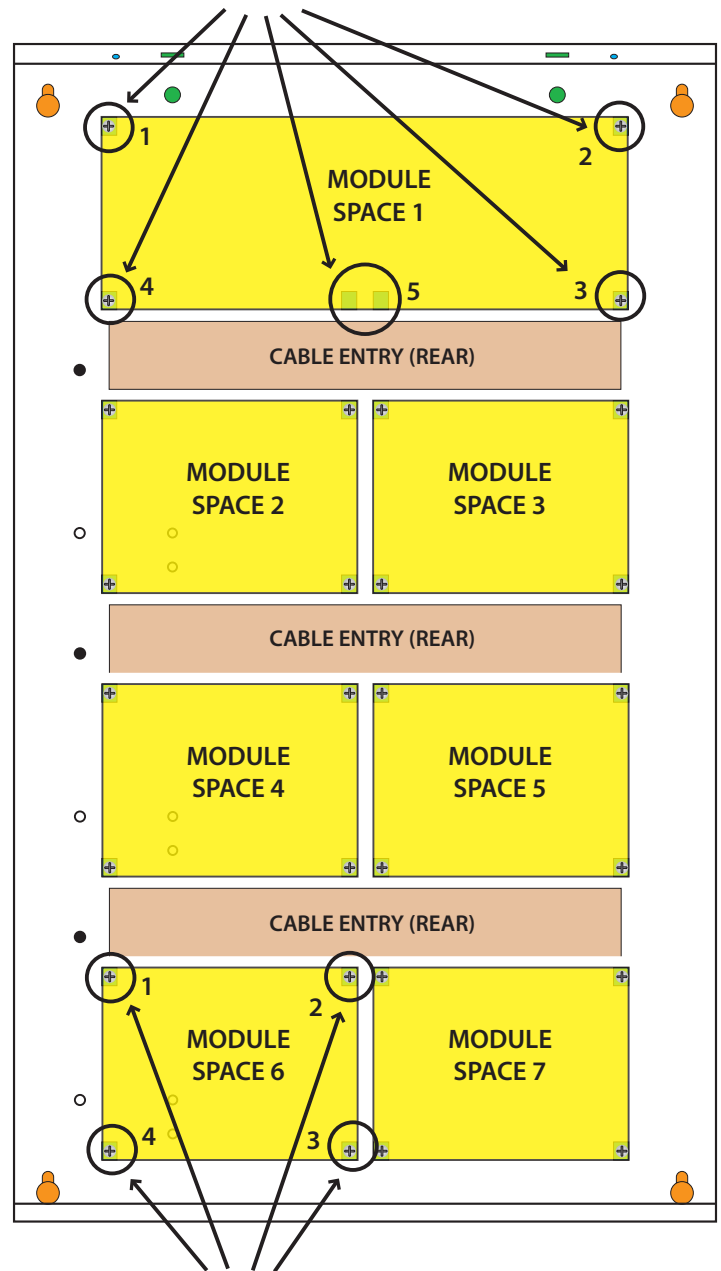 1
2
MODULE
SPACE 1
4
5
3
CABLE ENTRY (REAR)
MODULE
SPACE 2
MODULE
SPACE 3
CABLE ENTRY (REAR)
MODULE
SPACE 4
MODULE
SPACE 5
CABLE ENTRY (REAR)
1
2
MODULE
SPACE 6
MODULE
SPACE 7
4
3